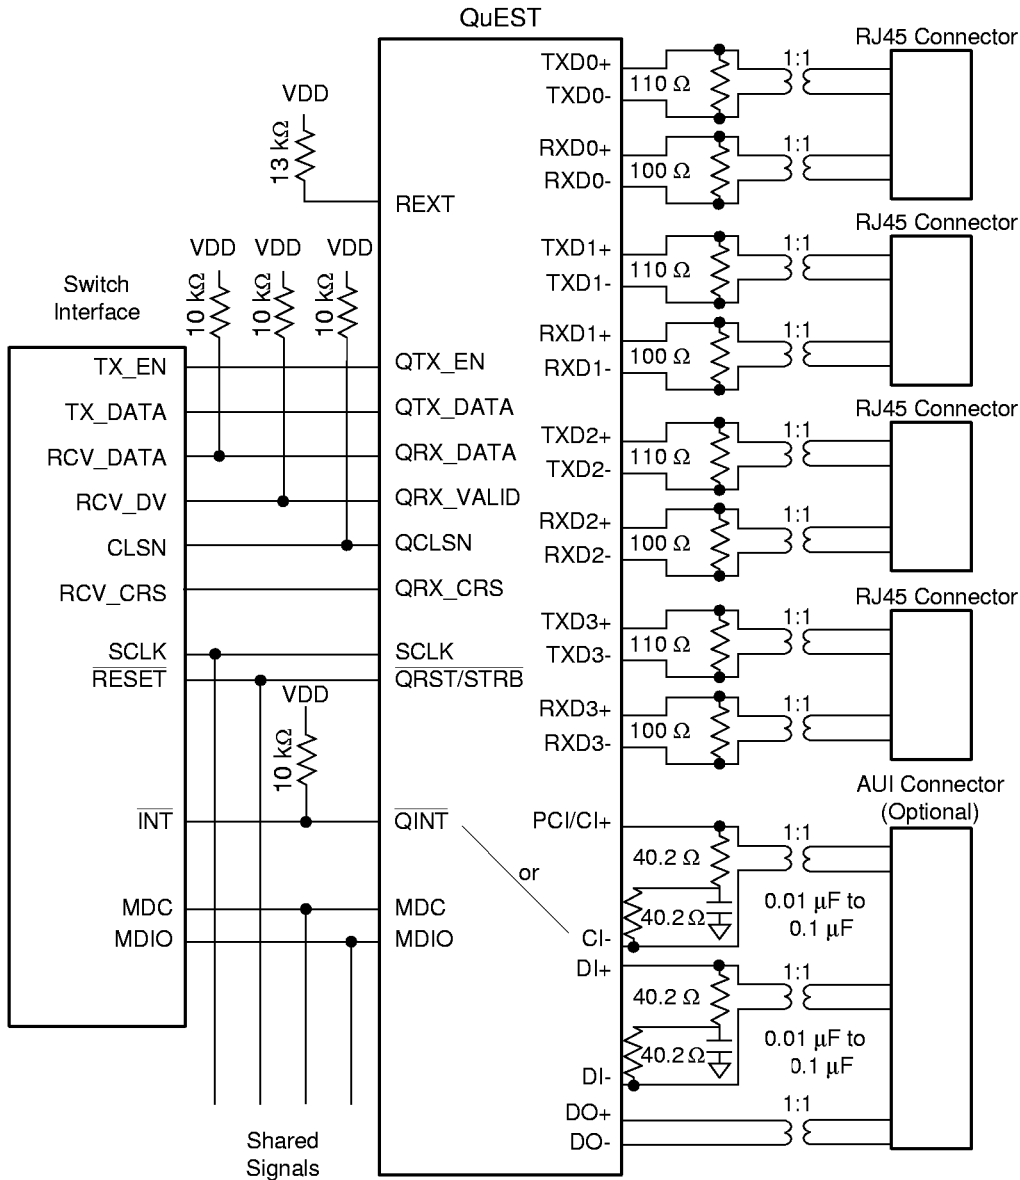 QuEST
VDD
13 kΩ
REXT
VDD VDD VDD
10 kΩ 10 kΩ 10 kΩ
Switch
Interface
TX_EN
TX_DATA
RCV_DATA
RCV_DV
CLSN
RCV_CRS
SCLK
RESET
INT
MDC
MDIO
QTX_EN
QTX_DATA
QRX_DATA
QRX_VALID
QCLSN
QRX_CRS
SCLK
QRST/STRB
VDD
10 kΩ
QINT
or
MDC
MDIO
Shared
Signals
TXD0+
TXD0-
110 Ω
1:1
RJ45 Connector
RXD0+
RXD0-
100 Ω
1:1
TXD1+
TXD1-
110 Ω
1:1
RJ45 Connector
RXD1+
RXD1-
100 Ω
1:1
TXD2+
TXD2-
110 Ω
1:1
RJ45 Connector
RXD2+
RXD2-
100 Ω
1:1
TXD3+
TXD3-
110 Ω
1:1
RJ45 Connector
RXD3+
RXD3-
100 Ω
1:1
AUI Connector
(Optional)
PCI/CI+
40.2 Ω
1:1
40.2 Ω
0.01 µF to
0.1 µF
CI-
DI+
40.2 Ω
1:1
40.2 Ω
0.01 µF to
0.1 µF
DI-
DO+
DO-
1:1